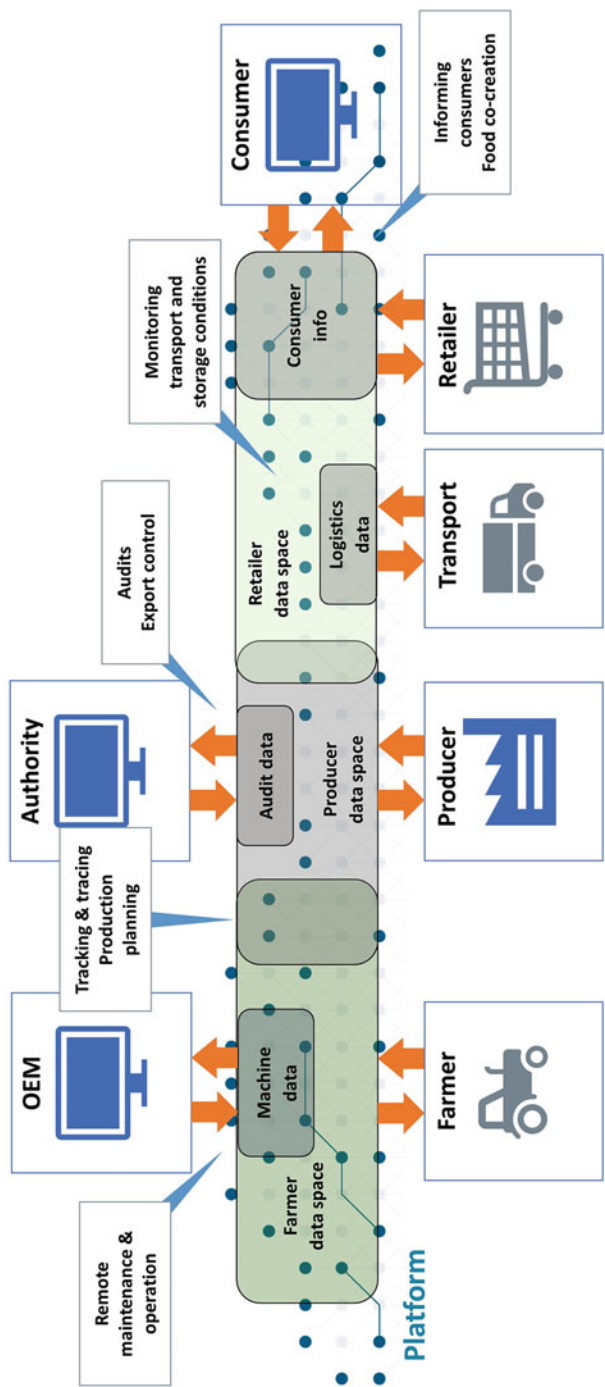 Remote
maintenance &
operation
OEM
Tracking & tracing
Production
planning
Authority
Audits
Export control
Monitoring
transport and
storage conditions
Consumer
Machine
data
Farmer
data space
Audit data
Producer
data space
Retailer
data space
Logistics
data
Consumer
info
Platform
Farmer
Producer
Transport
Retailer
Informing
consumers
Food co-creation